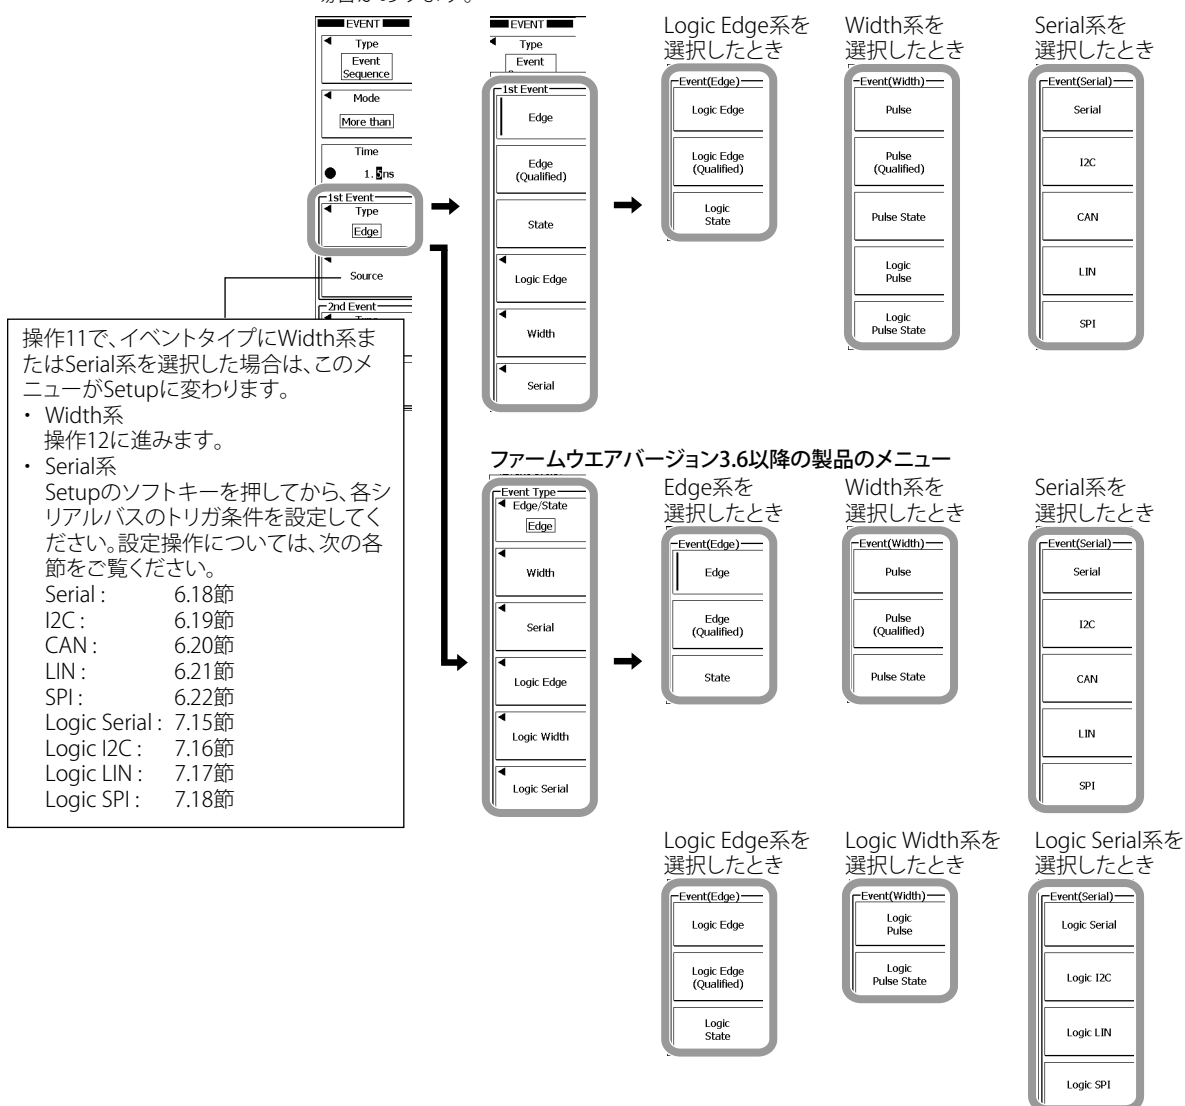 EVENT
Type
Event
Sequence
Mode
More than
Time
1.5ns
1st Event
Type
Edge
Source
2nd Event
EVENT
Type
Event
1st Event
Edge
Edge
(Qualified)
State
Logic Edge
Width
Serial
Logic Edge系を
選択したとき
Event(Edge)
Logic Edge
Logic Edge
(Qualified)
Logic
State
Width系を
選択したとき
Event(Width)
Pulse
Pulse
(Qualified)
Pulse State
Logic
Pulse
Logic
Pulse State
Serial系を
選択したとき
Event(Serial)
Serial
I2C
CAN
LIN
SPI
操作11で、イベントタイプにWidth系ま
たはSerial系を選択した場合は、このメ
ニューがSetupに変わります。
・ Width系
操作12に進みます。
・ Serial系
Setupのソフトキーを押してから、各シ
リアルバスのトリガ条件を設定してく
ださい。設定操作については、次の各
節をご覧ください。
Serial : 6.18節
I2C : 6.19節
CAN : 6.20節
LIN : 6.21節
SPI : 6.22節
Logic Serial : 7.15節
Logic I2C : 7.16節
Logic LIN : 7.17節
Logic SPI : 7.18節
ファームウエアバージョン3.6以降の製品のメニュー
Event Type
Edge/State
Edge
Width
Serial
Logic Edge
Logic Width
Logic Serial
Edge系を
選択したとき
Event(Edge)
Edge
Edge
(Qualified)
State
Width系を
選択したとき
Event(Width)
Pulse
Pulse
(Qualified)
Pulse State
Serial系を
選択したとき
Event(Serial)
Serial
I2C
CAN
LIN
SPI
Logic Edge系を
選択したとき
Event(Edge)
Logic Edge
Logic Edge
(Qualified)
Logic
State
Logic Width系を
選択したとき
Event(Width)
Logic
Pulse
Logic
Pulse State
Logic Serial系を
選択したとき
Event(Serial)
Logic Serial
Logic I2C
Logic LIN
Logic SPI